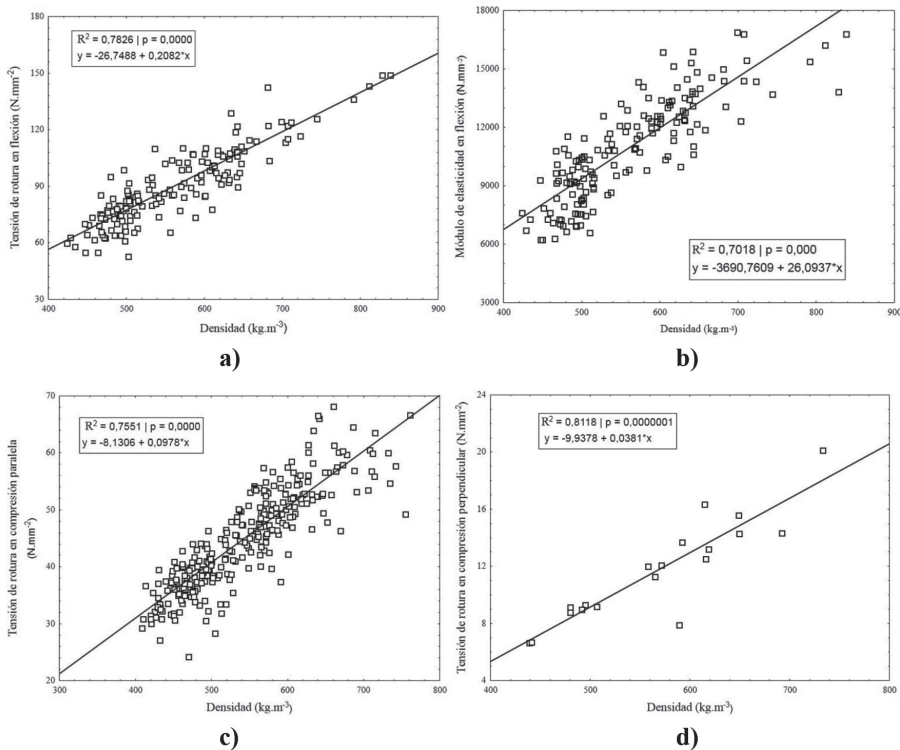 R² = 0,7826 | p = 0,0000
y = -26,7488 + 0,2082*x
Tensión de rotura en flexión (N.mm⁻²)
180
150
120
90
60
30
400 500 600 700 800 900
Densidad (kg.m⁻³)
a)
R² = 0,7018 | p = 0,000
y = -3690,7609 + 26,0937*x
Módulo de elasticidad en flexión (N.mm⁻²)
18000
15000
12000
9000
6000
3000
400 500 600 700 800 900
Densidad (kg.m⁻³)
b)
R² = 0,7551 | p = 0,0000
y = -8,1306 + 0,0978*x
Tensión de rotura en compresión paralela
(N.mm⁻²)
70
60
50
40
30
20
300 400 500 600 700 800
Densidad (kg.m⁻³)
c)
R² = 0,8118 | p = 0,0000001
y = -9,9378 + 0,0381*x
Tensión de rotura en compresión perpendicular (N.mm⁻²)
24
20
16
12
8
4
400 500 600 700 800
Densidad (kg.m⁻³)
d)